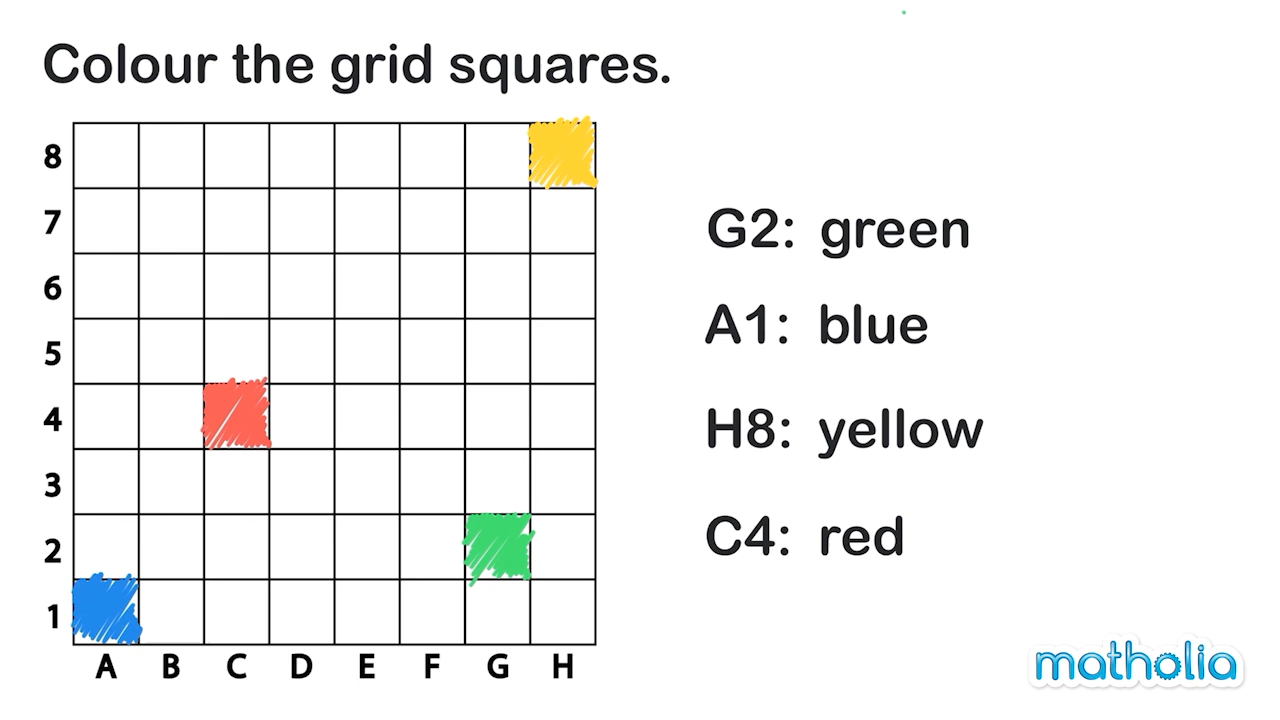 Colour the grid squares.
8
7
6
5
4
3
2
1
A B C D E F G H
G2: green
A1: blue
H8: yellow
C4: red
matholia